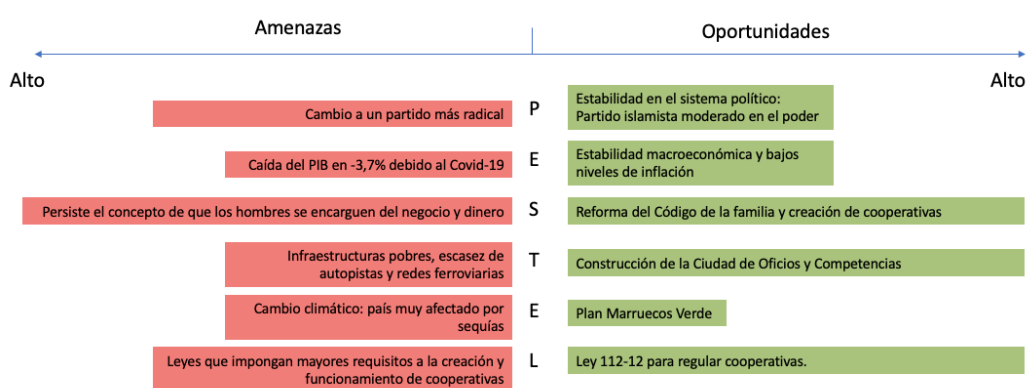 Amenazas
Oportunidades
Alto
Alto
Cambio a un partido más radical
P
Estabilidad en el sistema político:
Partido islamista moderado en el poder
Caída del PIB en -3,7% debido al Covid-19
E
Estabilidad macroeconómica y bajos
niveles de inflación
Persiste el concepto de que los hombres se encarguen del negocio y dinero
S
Reforma del Código de la familia y creación de cooperativas
Infraestructuras pobres, escasez de
autopistas y redes ferroviarias
T
Construcción de la Ciudad de Oficios y Competencias
Cambio climático: país muy afectado por
sequías
E
Plan Marruecos Verde
Leyes que impongan mayores requisitos a la creación y
funcionamiento de cooperativas
L
Ley 112-12 para regular cooperativas.